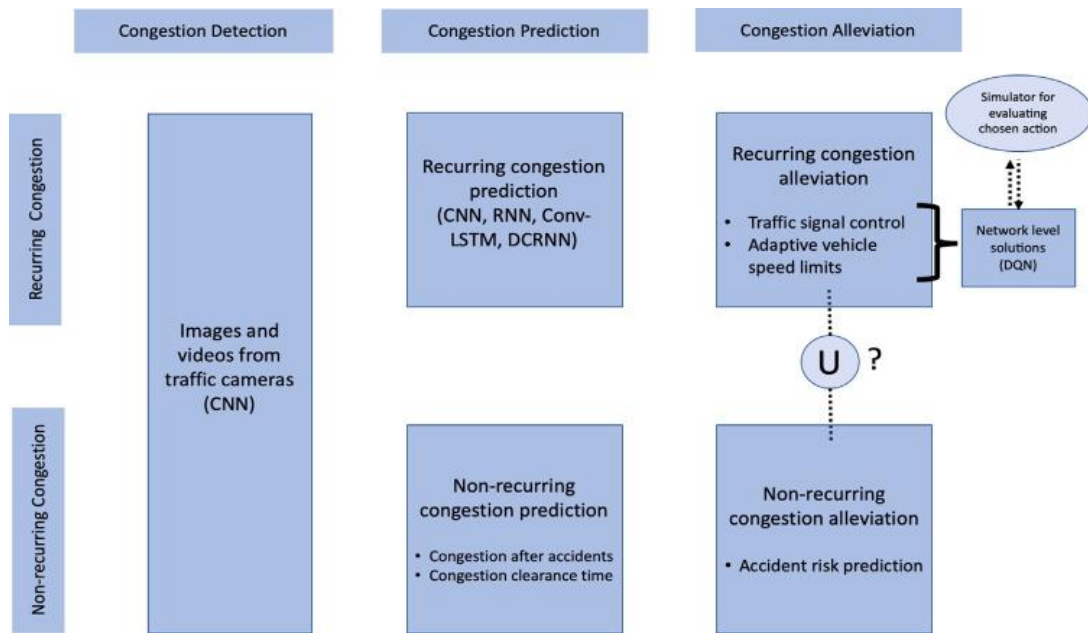 Congestion Detection
Congestion Prediction
Congestion Alleviation
Recurring Congestion
Non-recurring Congestion
Images and
videos from
traffic cameras
(CNN)
Recurring congestion
prediction
(CNN, RNN, Conv-
LSTM, DCRNN)
Recurring congestion
alleviation
• Traffic signal control
• Adaptive vehicle
speed limits
Simulator for
evaluating
chosen action
Network level
solutions
(DQN)
U ?
Non-recurring
congestion prediction
• Congestion after accidents
• Congestion clearance time
Non-recurring
congestion alleviation
• Accident risk prediction